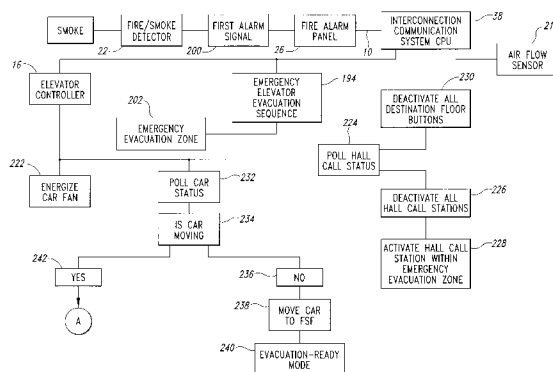 SMOKE
FIRE/SMOKE
DETECTOR
22
FIRST ALARM
SIGNAL
200
FIRE ALARM
PANEL
26
10
INTERCONNECTION
COMMUNICATION
SYSTEM CPU
38
21
AIR FLOW
SENSOR
16
ELEVATOR
CONTROLLER
202
EMERGENCY
EVACUATION ZONE
EMERGENCY
ELEVATOR
EVACUATION
SEQUENCE
194
230
DEACTIVATE ALL
DESTINATION FLOOR
BUTTONS
224
POLL HALL
CALL STATUS
222
ENERGIZE
CAR FAN
POLL CAR
STATUS
232
DEACTIVATE ALL
HALL CALL STATIONS
226
IS CAR
MOVING
234
ACTIVATE HALL CALL
STATION WITHIN
EMERGENCY
EVACUATION ZONE
228
242
YES
A
236
NO
238
MOVE CAR
TO FSF
240
EVACUATION-READY
MODE